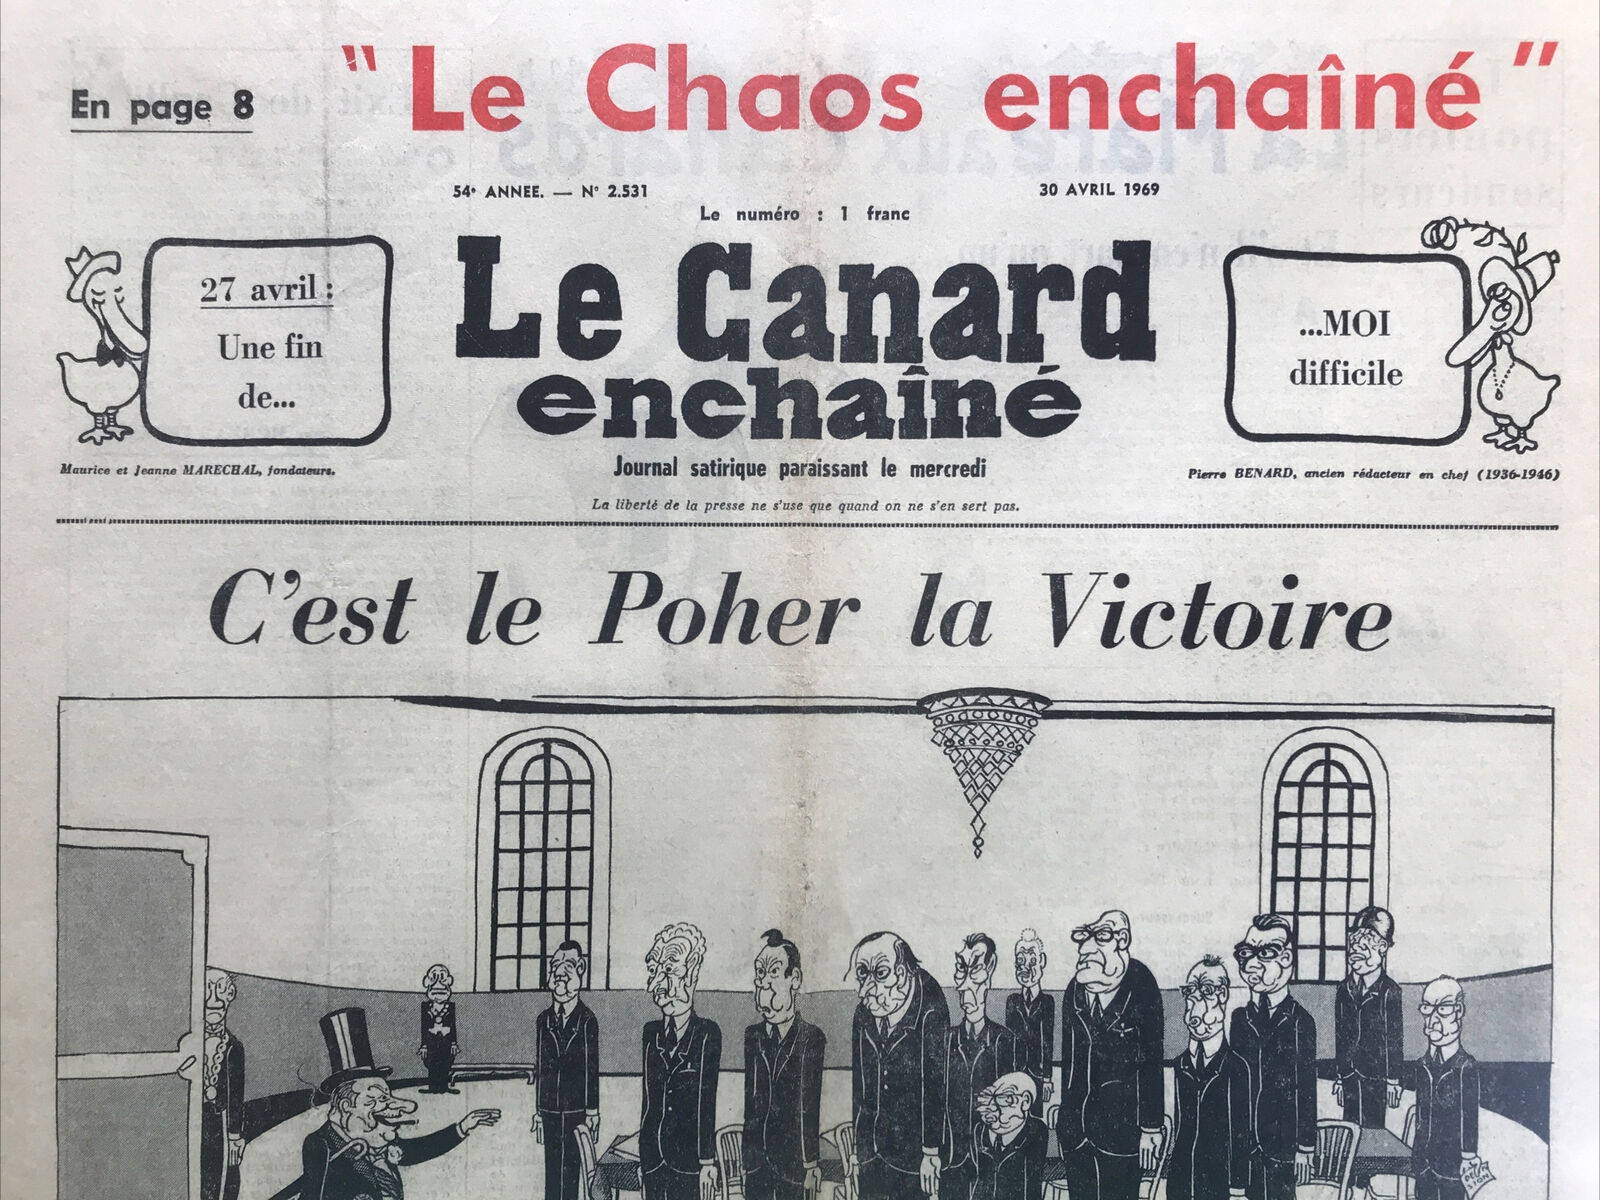 En page 8
" Le Chaos enchaîné "
54e ANNEE. — N° 2.531
30 AVRIL 1969
Le numéro : 1 franc
27 avril :
Une fin
de...
Le Canard
enchaîné
...MOI
difficile
Maurice et Jeanne MARECHAL, fondateurs.
Journal satirique paraissant le mercredi
Pierre BENARD, ancien rédacteur en chef (1936-1946)
La liberté de la presse ne s'use que quand on ne s'en sert pas.
C'est le Poher la Victoire